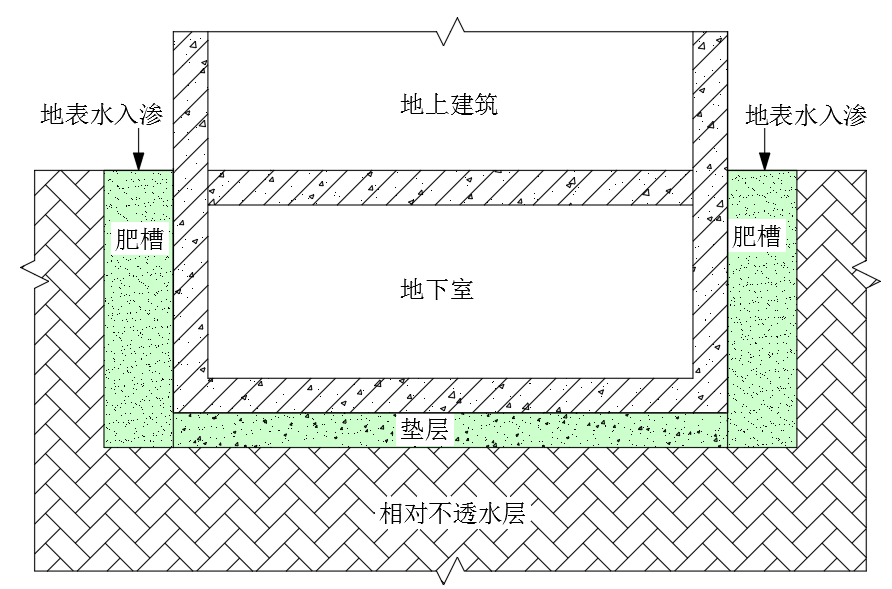 地上建筑
地表水入渗
地表水入渗
肥槽
肥槽
地下室
垫层
相对不透水层